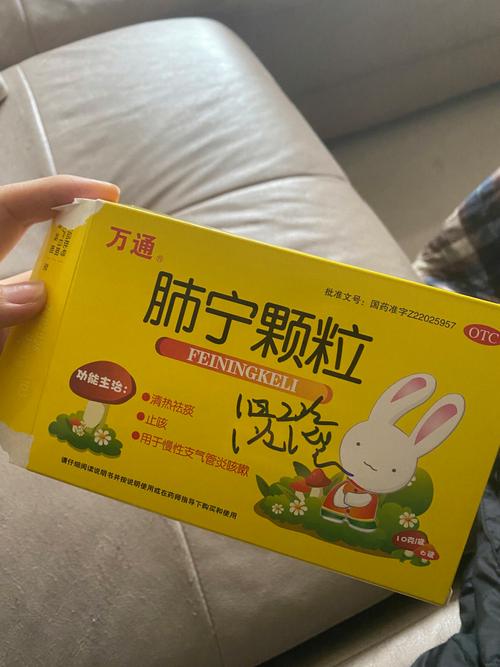 万通®
批准文号：国药准字Z22025957
OTC
肺宁颗粒
FEININGKELI
功能主治：
●清热祛痰
●止咳
●用于慢性支气管炎咳嗽
请仔细阅读说明书并按说明使用或在药师指导下购买和使用
10克/袋
6袋